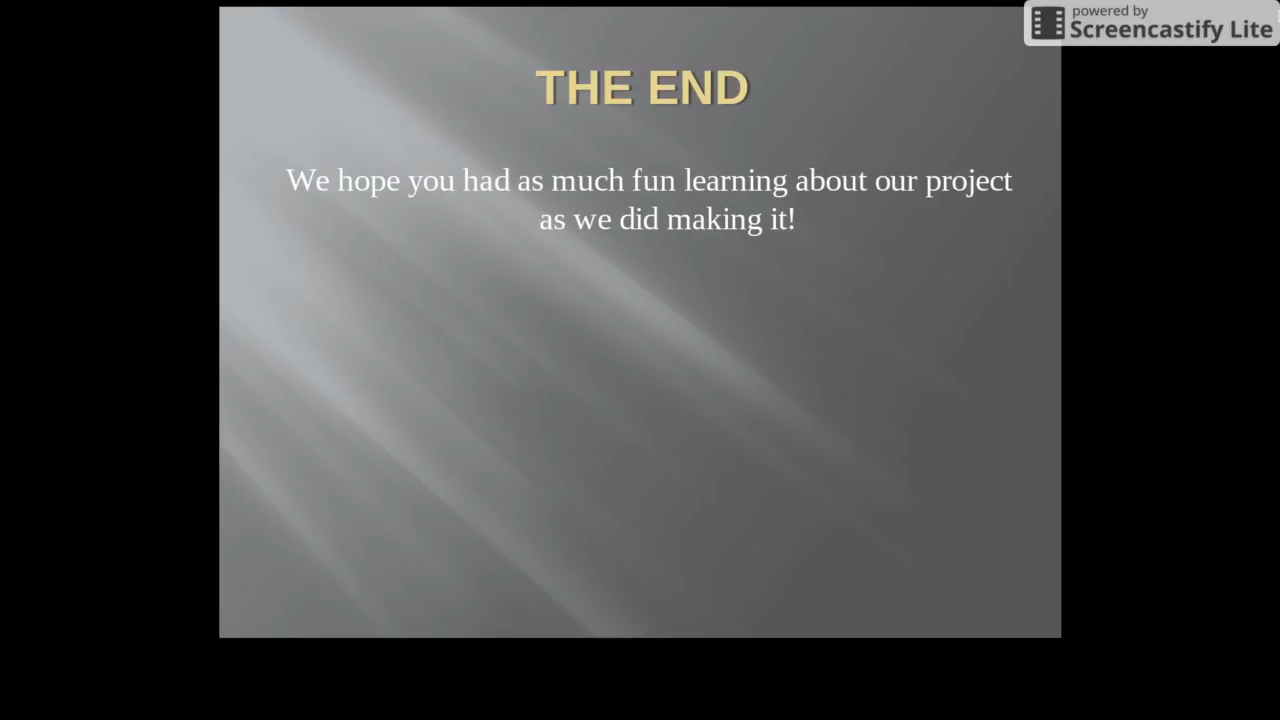 powered by
Screencastify Lite
THE END
We hope you had as much fun learning about our project
as we did making it!